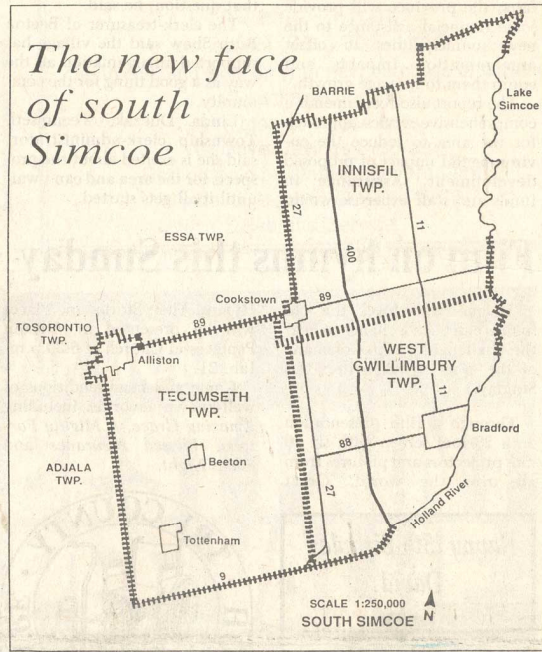 The new face
of south
Simcoe
BARRIE
Lake
Simcoe
INNISFIL
TWP.
27
11
400
ESSA TWP.
Cookstown
89
89
TOSORONTIO
TWP.
Alliston
WEST
GWILLIMBURY
TWP.
TECUMSETH
TWP.
11
Bradford
88
ADJALA
TWP.
Beeton
27
Holland River
Tottenham
9
SCALE 1:250,000
N
SOUTH SIMCOE